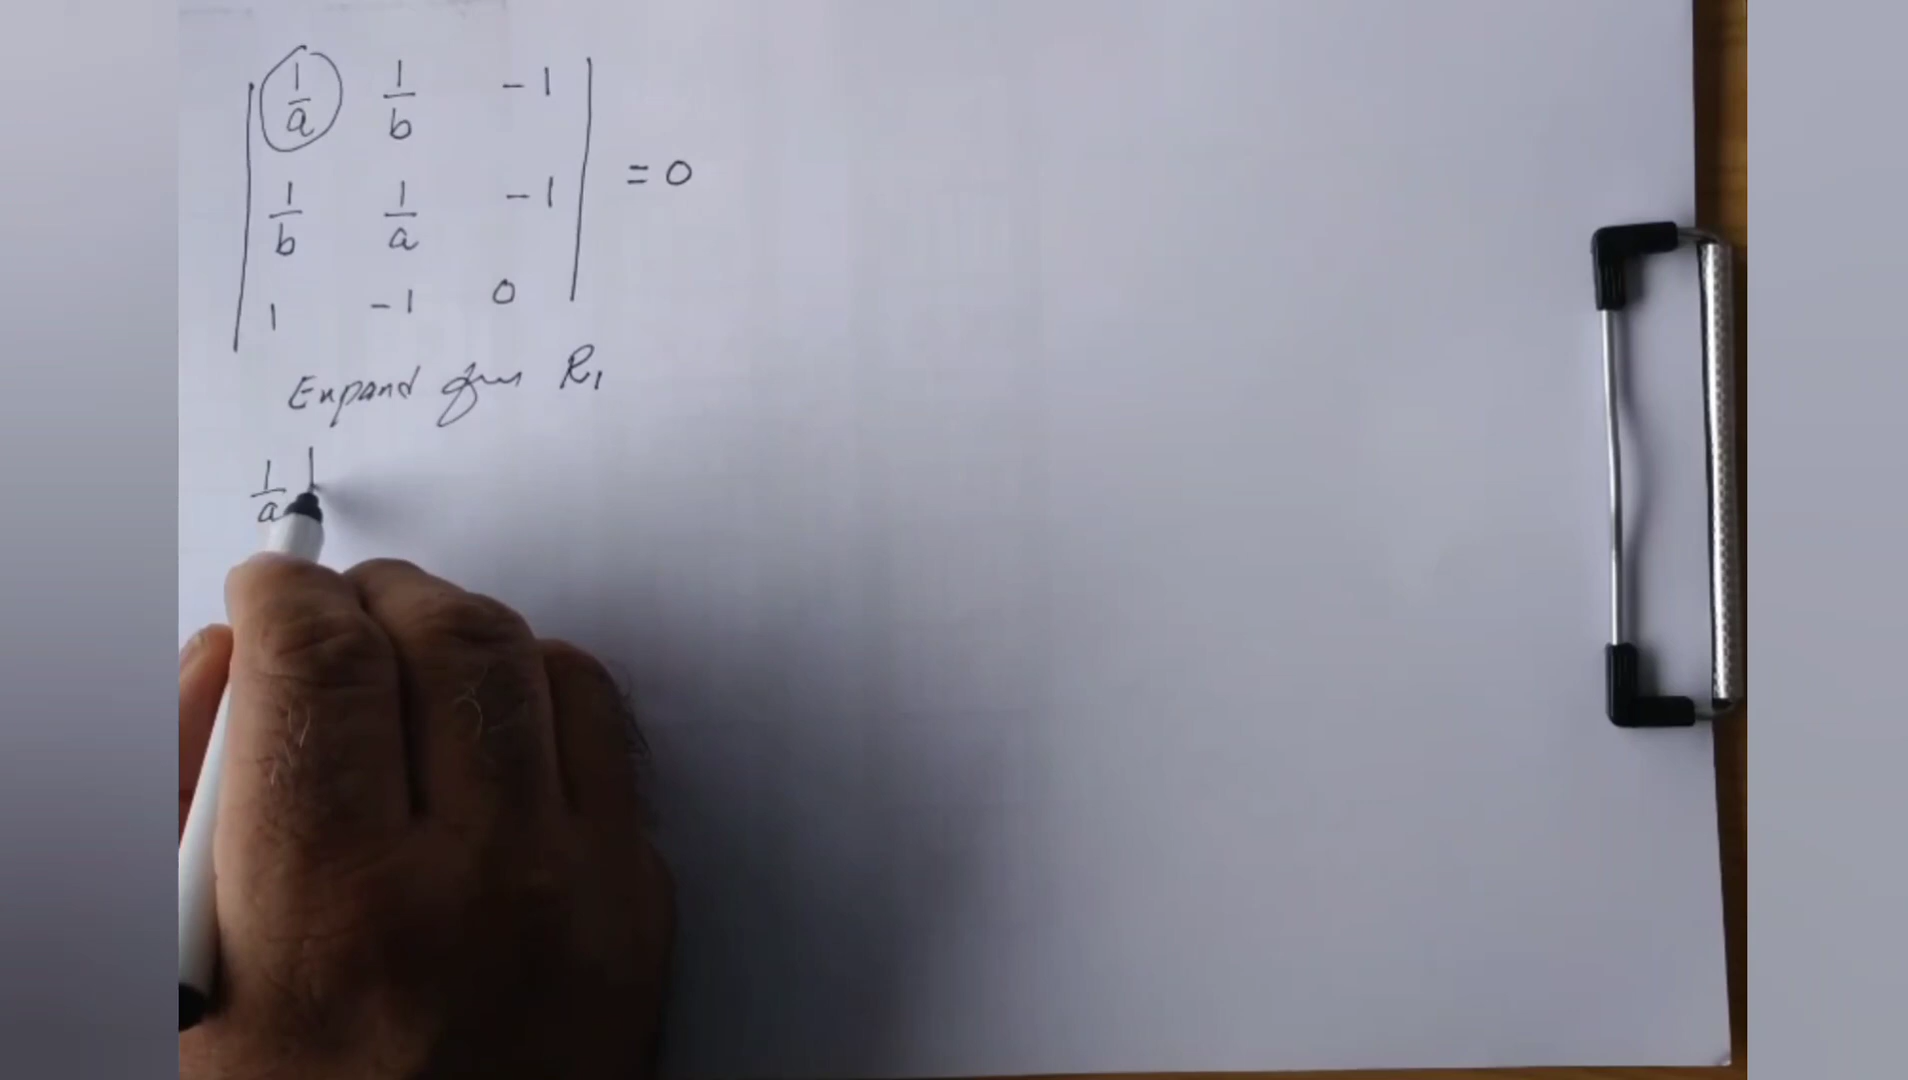 | 1/a 1/b -1 |
| 1/b 1/a -1 | = 0
| 1 -1 0 |
Expand from R₁
1/a |